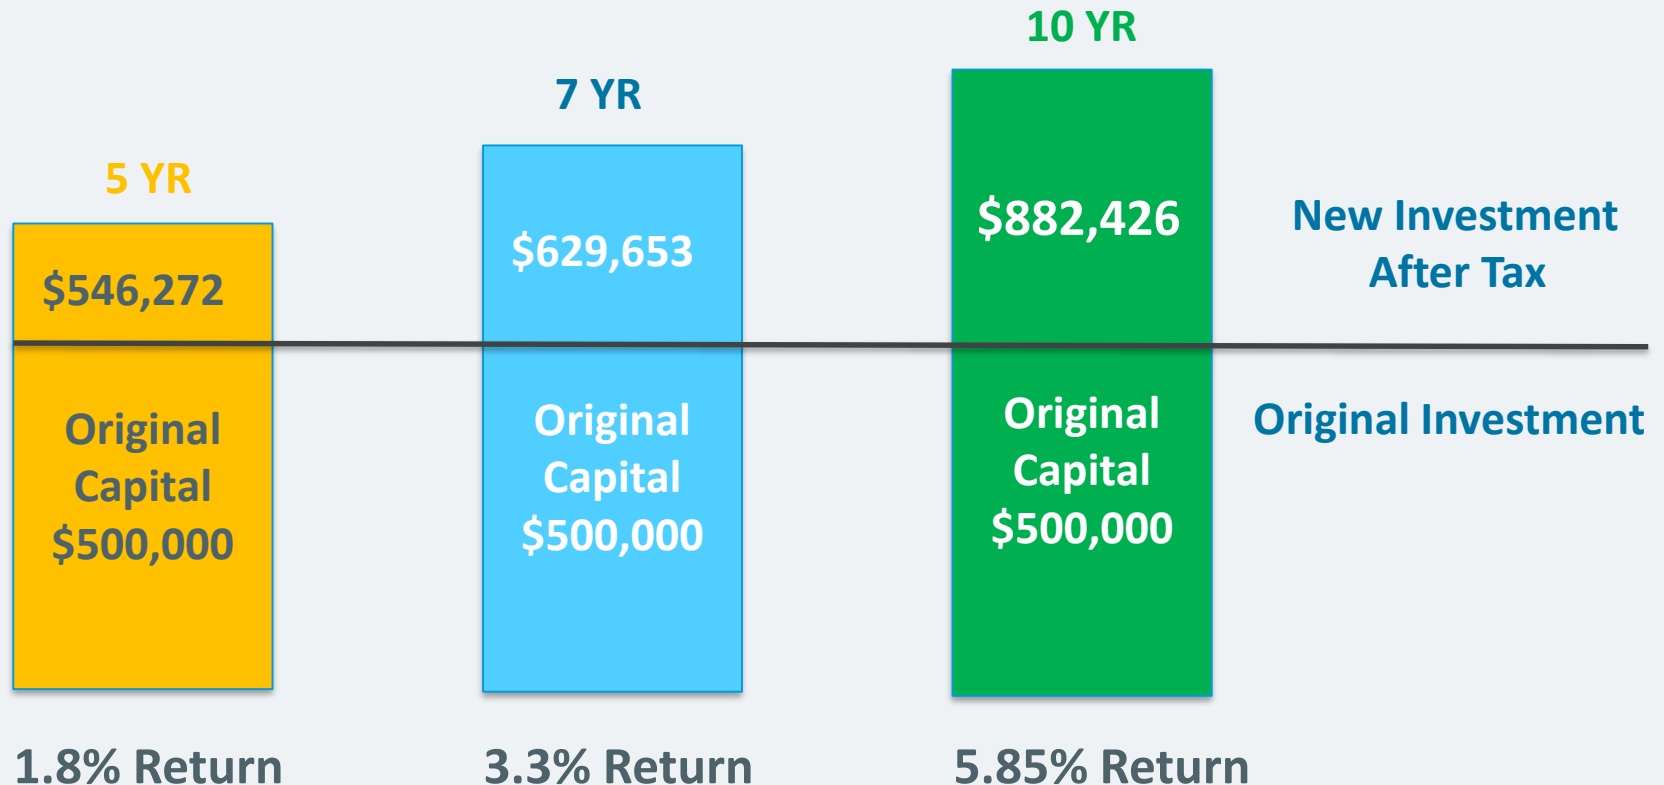 10 YR
7 YR
5 YR
$546,272
$629,653
$882,426
New Investment
After Tax
Original
Capital
$500,000
Original
Capital
$500,000
Original
Capital
$500,000
Original Investment
1.8% Return
3.3% Return
5.85% Return